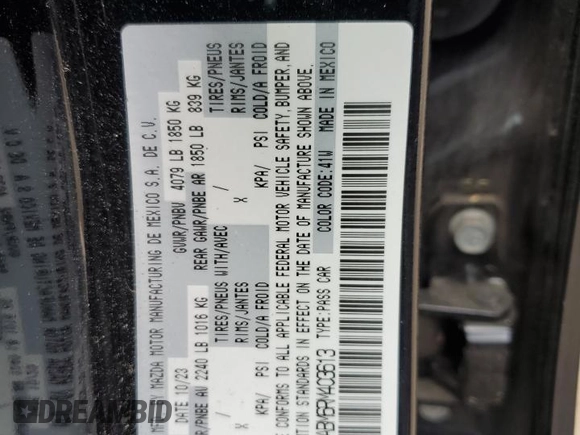 MAZDA MOTOR MANUFACTURING DE MEXICO S.A. DE C.V.
DATE 10/23 GVWR/PNBV 4079 LB 1850 KG
/PNBE AV 2240 LB 1016 KG REAR GAWR/PNBE AR 1850 LB 839 KG
TIRES/PNEUS WITH/AVEC TIRES/PNEUS
X RIMS/JANTES X RIMS/JANTES
KPA/ PSI COLD/A FROID KPA/ PSI COLD/A FROID
CONFORMS TO ALL APPLICABLE FEDERAL MOTOR VEHICLE SAFETY, BUMPER, AND
STANDARDS IN EFFECT ON THE DATE OF MANUFACTURE SHOWN ABOVE.
COLOR CODE:41W MADE IN MEXICO
TYPE:PASS CAR
EPICVIN
REPORTS